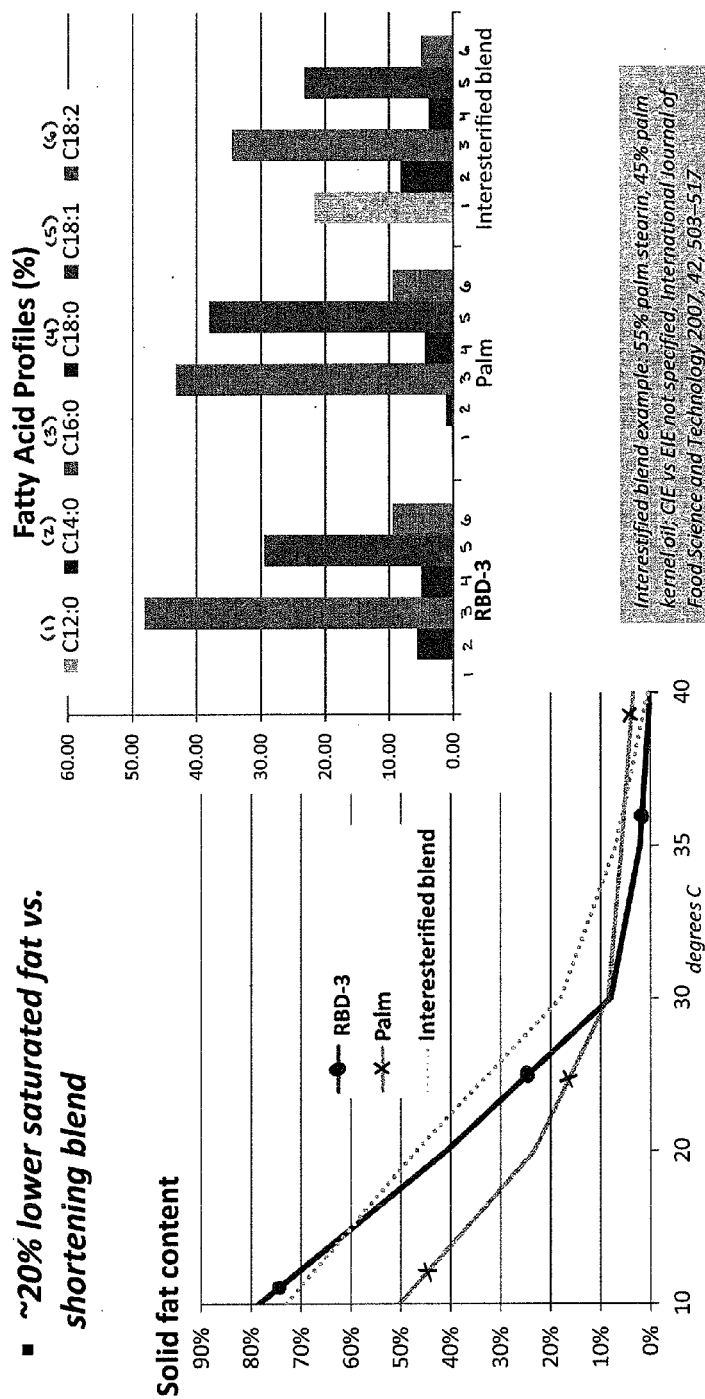 ▪ ~20% lower saturated fat vs.
shortening blend
Solid fat content
90%
80%
70%
60%
50%
40%
30%
20%
10%
0%
RBD-3
Palm
Interesterified blend
10
20
30
35
40
degrees C
Fatty Acid Profiles (%)
(1) (2) (3) (4) (5) (6)
C12:0 C14:0 C16:0 C18:0 C18:1 C18:2
60.00
50.00
40.00
30.00
20.00
10.00
0.00
1 2 3 4 5 6
RBD-3
1 2 3 4 5 6
Palm
1 2 3 4 5 6
Interesterified blend
Interestified blend example: 55% palm stearin, 45% palm
kernel oil; CIE vs EIE not specified. International Journal of
Food Science and Technology 2007, 42, 503–517